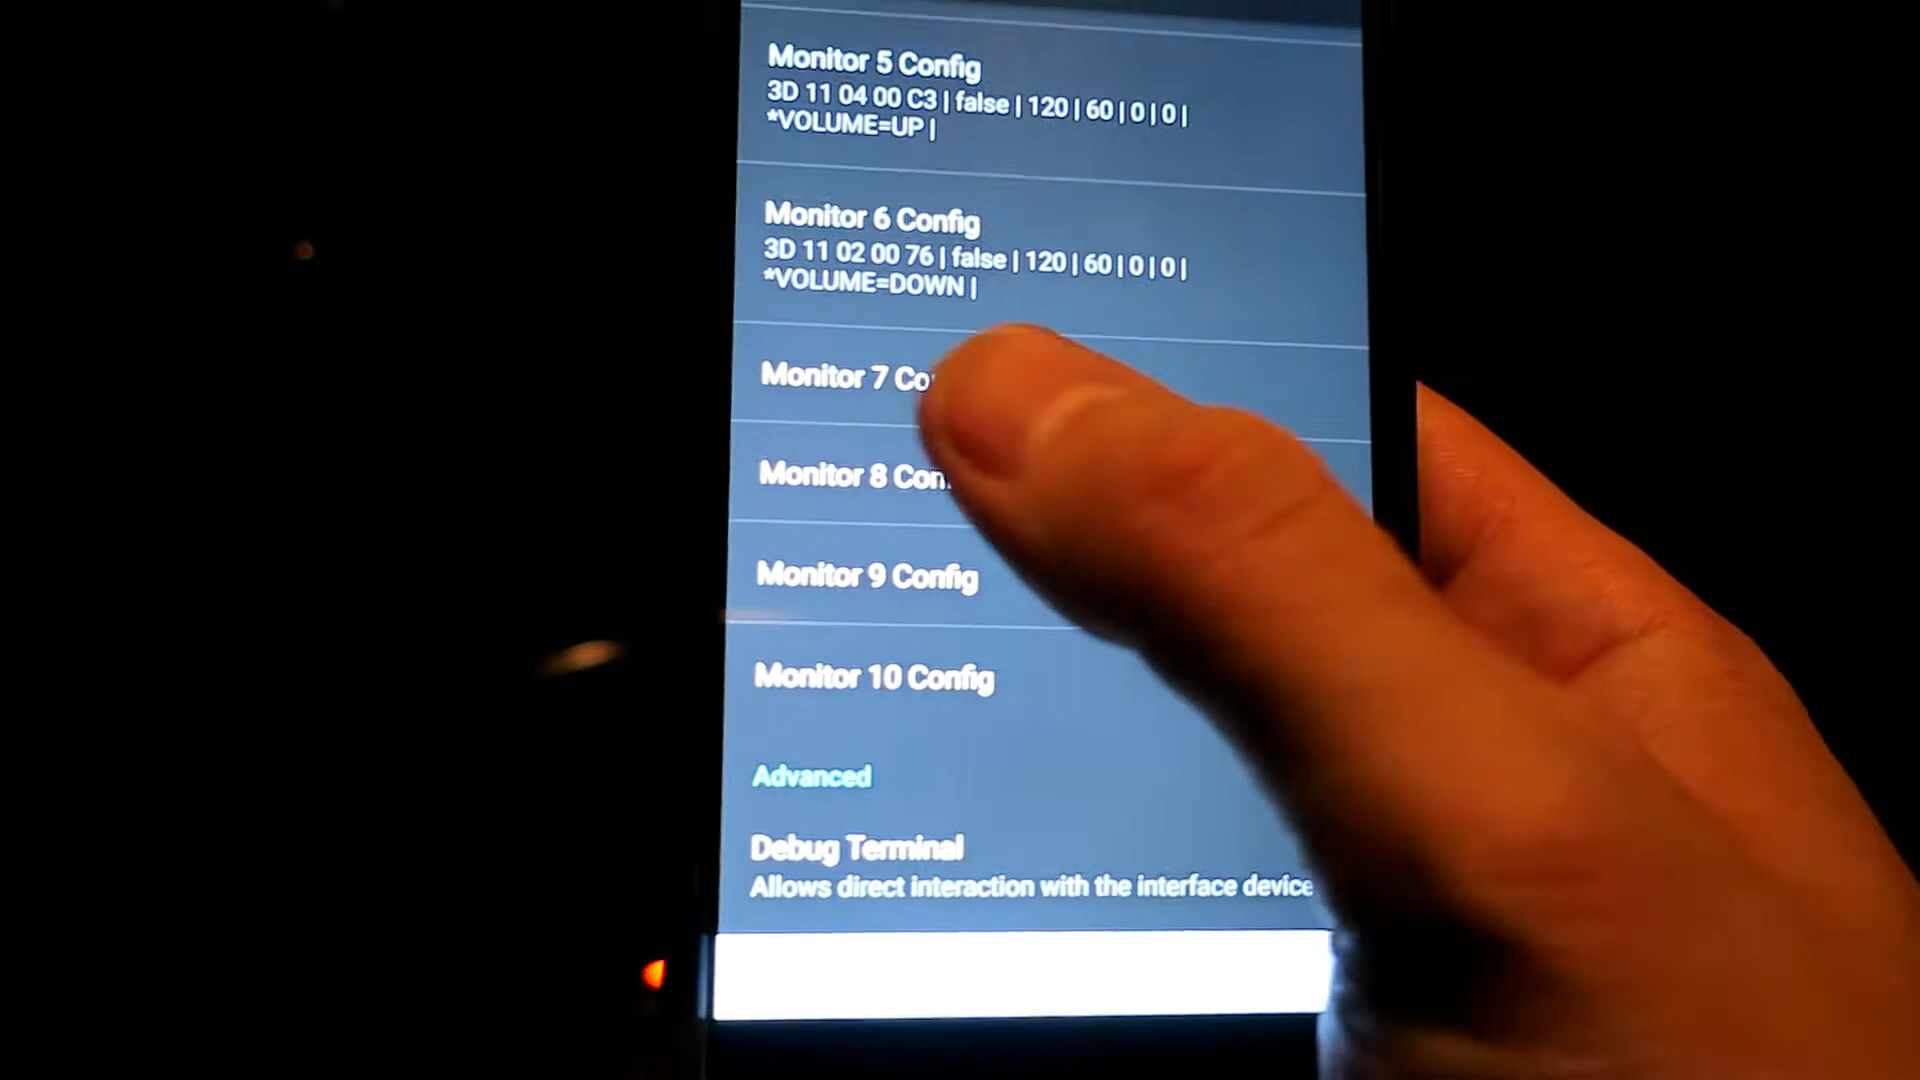 Monitor 5 Config
3D 11 04 00 C3 | false | 120 | 60 | 0 | 0 |
*VOLUME=UP |
Monitor 6 Config
3D 11 02 00 76 | false | 120 | 60 | 0 | 0 |
*VOLUME=DOWN |
Monitor 7 Co
Monitor 8 Con
Monitor 9 Config
Monitor 10 Config
Advanced
Debug Terminal
Allows direct interaction with the interface device